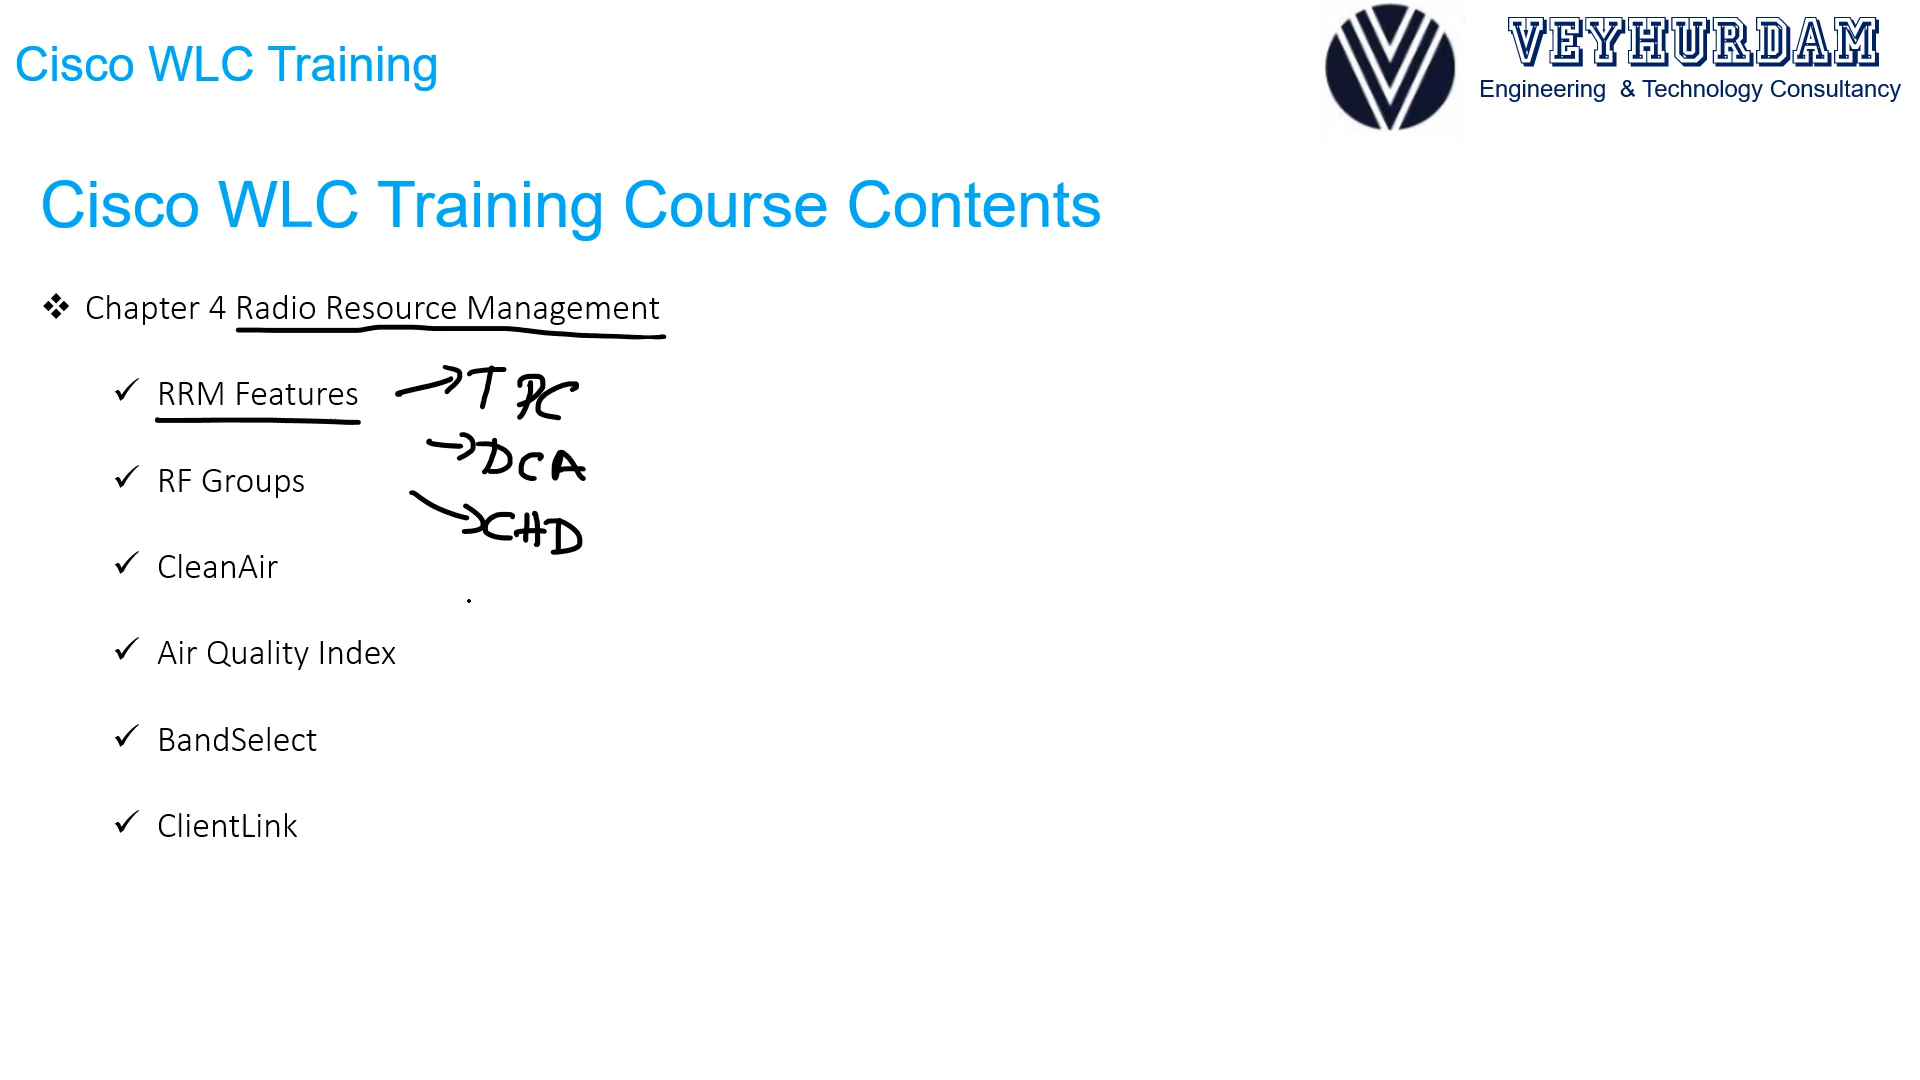 Cisco WLC Training
VEYHURDAM
Engineering & Technology Consultancy
Cisco WLC Training Course Contents
❖ Chapter 4 Radio Resource Management
✓ RRM Features → TPC
→ DCA
✓ RF Groups
→ CHD
✓ CleanAir
✓ Air Quality Index
✓ BandSelect
✓ ClientLink